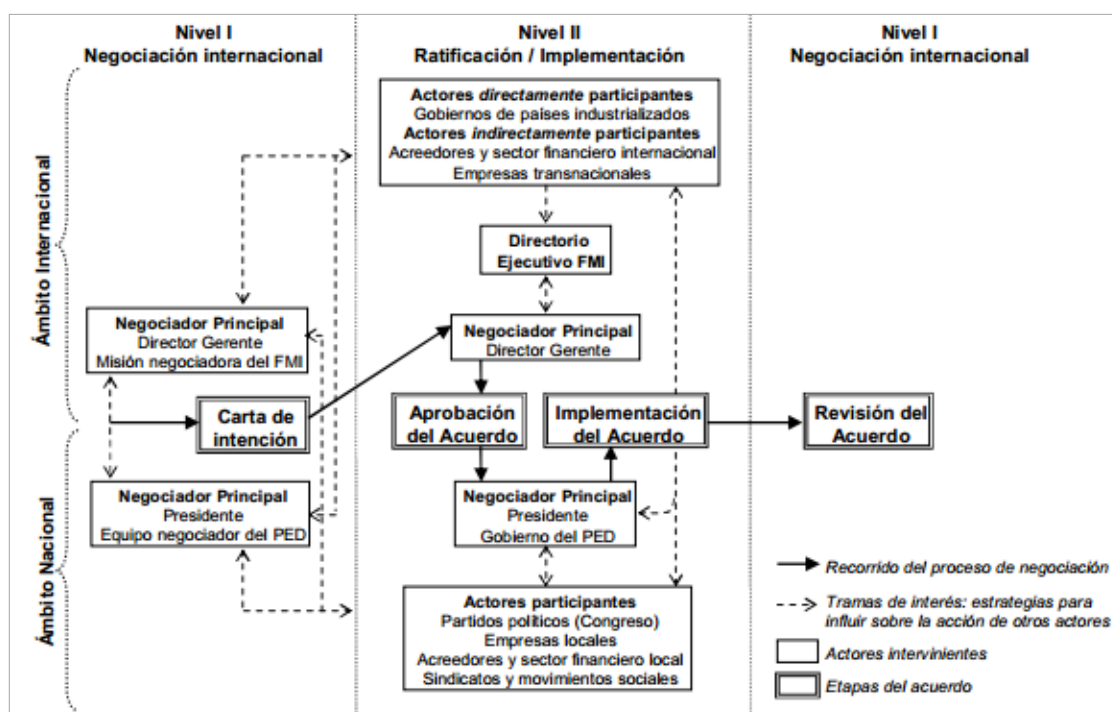 Nivel I
Negociación internacional
Nivel II
Ratificación / Implementación
Nivel I
Negociación internacional
Ámbito Internacional
Ámbito Nacional
Actores directamente participantes
Gobiernos de países industrializados
Actores indirectamente participantes
Acreedores y sector financiero internacional
Empresas transnacionales
Directorio
Ejecutivo FMI
Negociador Principal
Director Gerente
Misión negociadora del FMI
Negociador Principal
Director Gerente
Carta de
intención
Aprobación
del Acuerdo
Implementación
del Acuerdo
Revisión del
Acuerdo
Negociador Principal
Presidente
Equipo negociador del PED
Negociador Principal
Presidente
Gobierno del PED
Actores participantes
Partidos políticos (Congreso)
Empresas locales
Acreedores y sector financiero local
Sindicatos y movimientos sociales
Recorrido del proceso de negociación
Tramas de interés: estrategias para
influir sobre la acción de otros actores
Actores intervinientes
Etapas del acuerdo